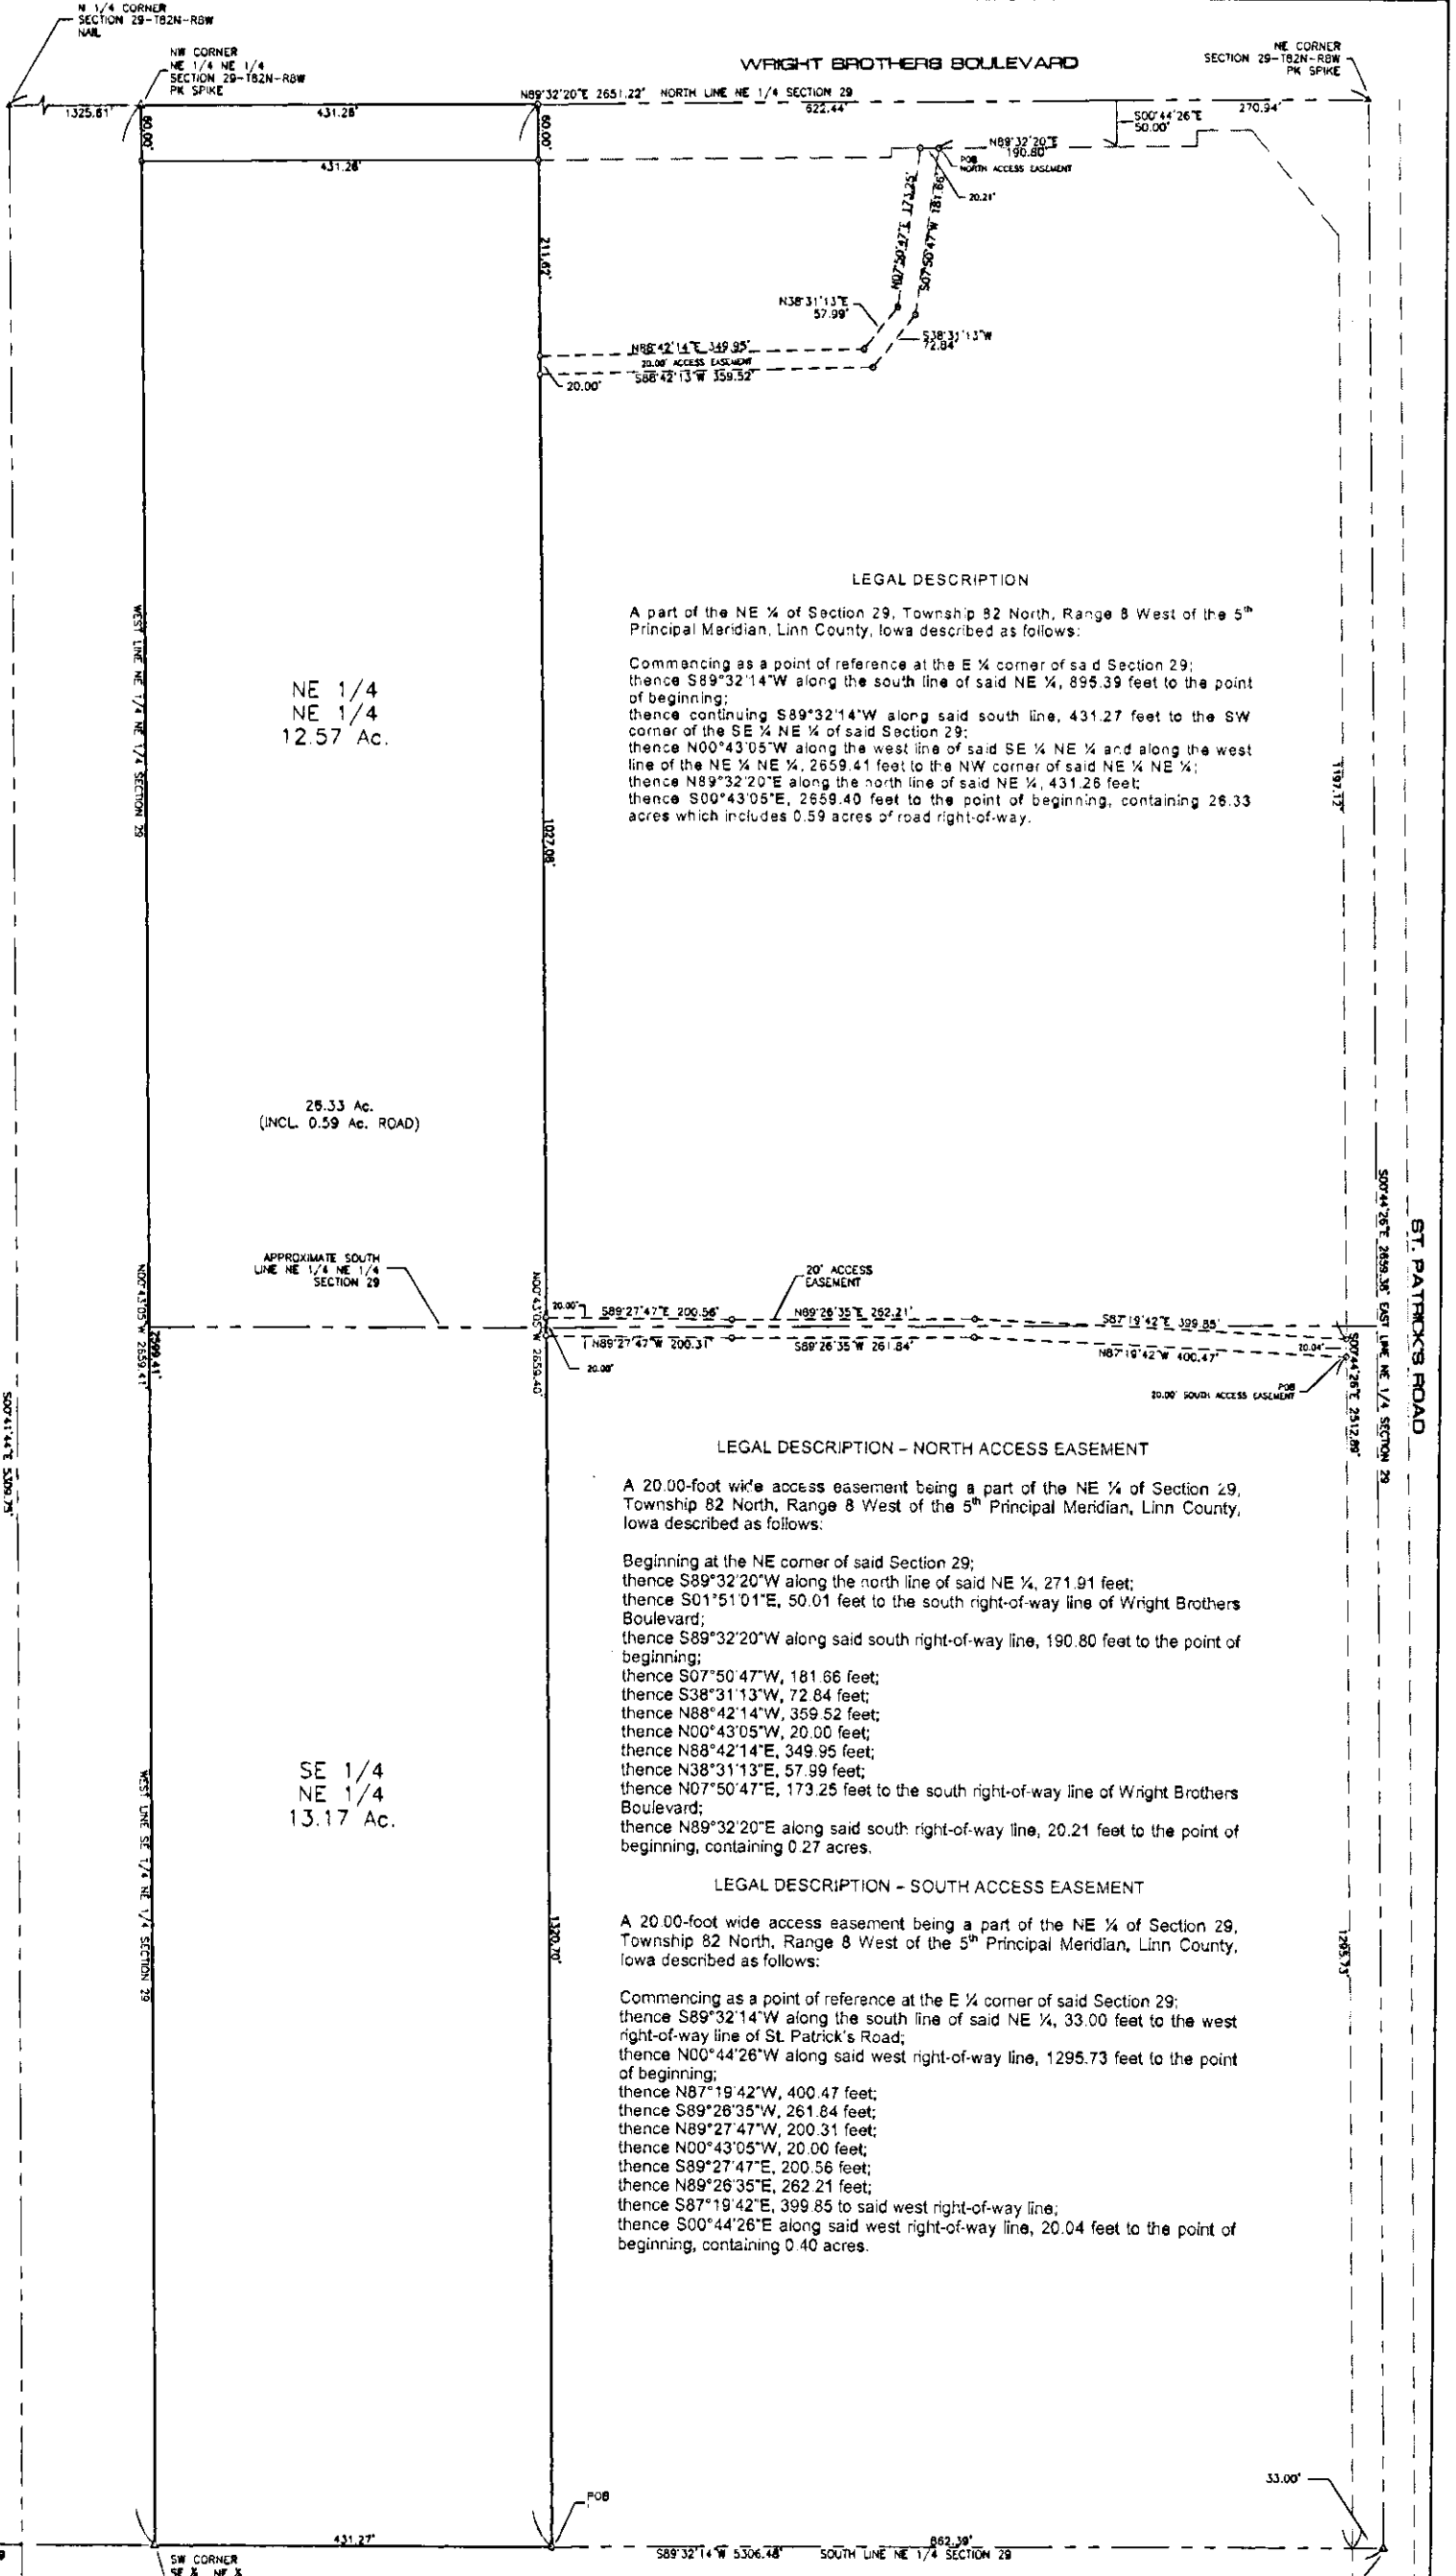 N 1/4 CORNER
SECTION 29-T82N-R8W
NAIL
NW CORNER
NE 1/4 NE 1/4
SECTION 29-T82N-R8W
PK SPIKE
WRIGHT BROTHERS BOULEVARD
NE CORNER
SECTION 29-T82N-R8W
PK SPIKE
1325.61'
431.26'
N89°32'20"E 2651.22' NORTH LINE NE 1/4 SECTION 29
622.44'
270.94'
S00°44'26"E
50.00'
60.00'
60.00'
431.26'
N89°32'20"E
190.80'
POB
NORTH ACCESS EASEMENT
20.21'
N07°50'47"E 173.25'
S07°50'47"W 181.66'
211.62'
N38°31'13"E
57.99'
S38°31'13"W
72.84'
N88°42'14"E 349.95'
20.00' ACCESS EASEMENT
S88°42'13"W 359.52'
20.00'
LEGAL DESCRIPTION
A part of the NE ¼ of Section 29, Township 82 North, Range 8 West of the 5th
Principal Meridian, Linn County, Iowa described as follows:
Commencing as a point of reference at the E ¼ corner of said Section 29;
thence S89°32'14"W along the south line of said NE ¼, 895.39 feet to the point
of beginning;
thence continuing S89°32'14"W along said south line, 431.27 feet to the SW
corner of the SE ¼ NE ¼ of said Section 29;
thence N00°43'05"W along the west line of said SE ¼ NE ¼ and along the west
line of the NE ¼ NE ¼, 2659.41 feet to the NW corner of said NE ¼ NE ¼;
thence N89°32'20"E along the north line of said NE ¼, 431.26 feet;
thence S00°43'05"E, 2659.40 feet to the point of beginning, containing 26.33
acres which includes 0.59 acres of road right-of-way.
WEST LINE NE 1/4 NE 1/4 SECTION 29
NE 1/4
NE 1/4
12.57 Ac.
1027.08'
1197.12'
26.33 Ac.
(INCL. 0.59 Ac. ROAD)
S00°44'26"E 2659.38' EAST LINE NE 1/4 SECTION 29
ST. PATRICK'S ROAD
APPROXIMATE SOUTH
LINE NE 1/4 NE 1/4
SECTION 29
N00°43'05"W 2659.41'
2599.41'
N00°43'05"W 2659.40'
20' ACCESS
EASEMENT
20.00'
S89°27'47"E 200.56'
N89°26'35"E 262.21'
S87°19'42"E 399.85'
N89°27'47"W 200.31'
S89°26'35"W 261.84'
N87°19'42"W 400.47'
20.00'
20.04'
POB
20.00' SOUTH ACCESS EASEMENT
S00°44'26"E 2512.89'
S00°41'44"E 5309.75'
LEGAL DESCRIPTION – NORTH ACCESS EASEMENT
A 20.00-foot wide access easement being a part of the NE ¼ of Section 29,
Township 82 North, Range 8 West of the 5th Principal Meridian, Linn County,
Iowa described as follows:
Beginning at the NE corner of said Section 29;
thence S89°32'20"W along the north line of said NE ¼, 271.91 feet;
thence S01°51'01"E, 50.01 feet to the south right-of-way line of Wright Brothers
Boulevard;
thence S89°32'20"W along said south right-of-way line, 190.80 feet to the point of
beginning;
thence S07°50'47"W, 181.66 feet;
thence S38°31'13"W, 72.84 feet;
thence N88°42'14"W, 359.52 feet;
thence N00°43'05"W, 20.00 feet;
thence N88°42'14"E, 349.95 feet;
thence N38°31'13"E, 57.99 feet;
thence N07°50'47"E, 173.25 feet to the south right-of-way line of Wright Brothers
Boulevard;
thence N89°32'20"E along said south right-of-way line, 20.21 feet to the point of
beginning, containing 0.27 acres.
WEST LINE SE 1/4 NE 1/4 SECTION 29
SE 1/4
NE 1/4
13.17 Ac.
1320.70'
1295.73'
LEGAL DESCRIPTION – SOUTH ACCESS EASEMENT
A 20.00-foot wide access easement being a part of the NE ¼ of Section 29,
Township 82 North, Range 8 West of the 5th Principal Meridian, Linn County,
Iowa described as follows:
Commencing as a point of reference at the E ¼ corner of said Section 29;
thence S89°32'14"W along the south line of said NE ¼, 33.00 feet to the west
right-of-way line of St. Patrick's Road;
thence N00°44'26"W along said west right-of-way line, 1295.73 feet to the point
of beginning;
thence N87°19'42"W, 400.47 feet;
thence S89°26'35"W, 261.84 feet;
thence N89°27'47"W, 200.31 feet;
thence N00°43'05"W, 20.00 feet;
thence S89°27'47"E, 200.56 feet;
thence N89°26'35"E, 262.21 feet;
thence S87°19'42"E, 399.85 to said west right-of-way line;
thence S00°44'26"E along said west right-of-way line, 20.04 feet to the point of
beginning, containing 0.40 acres.
33.00'
POB
431.27'
862.39'
S89°32'14"W 5306.48' SOUTH LINE NE 1/4 SECTION 29
SW CORNER
SE ¼ NE ¼